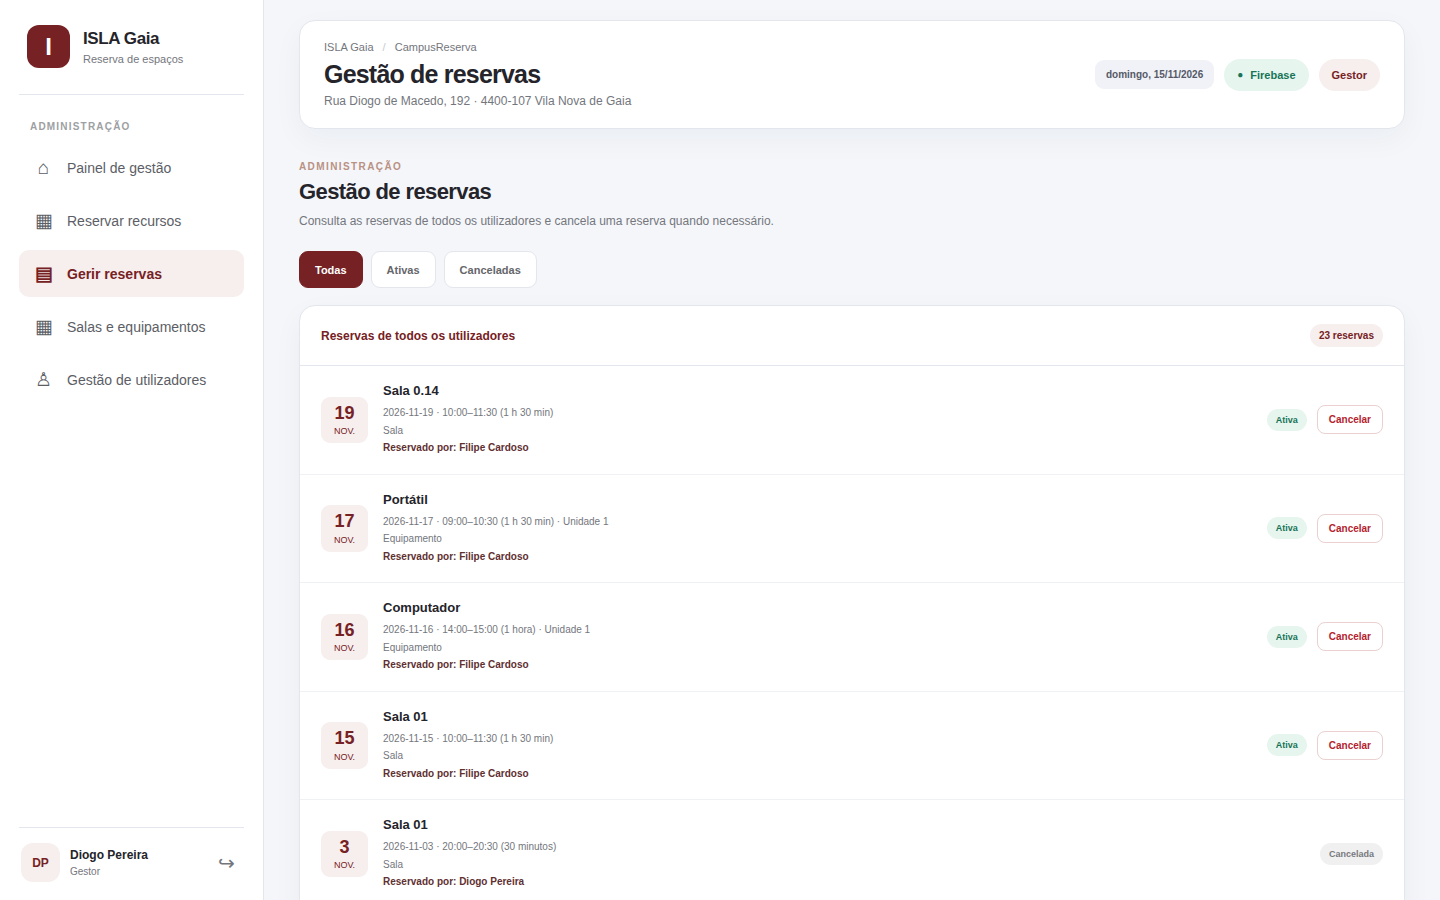 I
ISLA Gaia
Reserva de espaços
ADMINISTRAÇÃO
Painel de gestão
Reservar recursos
Gerir reservas
Salas e equipamentos
Gestão de utilizadores
DP
Diogo Pereira
Gestor
ISLA Gaia / CampusReserva
Gestão de reservas
Rua Diogo de Macedo, 192 · 4400-107 Vila Nova de Gaia
domingo, 15/11/2026
Firebase
Gestor
ADMINISTRAÇÃO
Gestão de reservas
Consulta as reservas de todos os utilizadores e cancela uma reserva quando necessário.
Todas
Ativas
Canceladas
Reservas de todos os utilizadores
23 reservas
19
NOV.
Sala 0.14
2026-11-19 · 10:00–11:30 (1 h 30 min)
Sala
Reservado por: Filipe Cardoso
Ativa
Cancelar
17
NOV.
Portátil
2026-11-17 · 09:00–10:30 (1 h 30 min) · Unidade 1
Equipamento
Reservado por: Filipe Cardoso
Ativa
Cancelar
16
NOV.
Computador
2026-11-16 · 14:00–15:00 (1 hora) · Unidade 1
Equipamento
Reservado por: Filipe Cardoso
Ativa
Cancelar
15
NOV.
Sala 01
2026-11-15 · 10:00–11:30 (1 h 30 min)
Sala
Reservado por: Filipe Cardoso
Ativa
Cancelar
3
NOV.
Sala 01
2026-11-03 · 20:00–20:30 (30 minutos)
Sala
Reservado por: Diogo Pereira
Cancelada